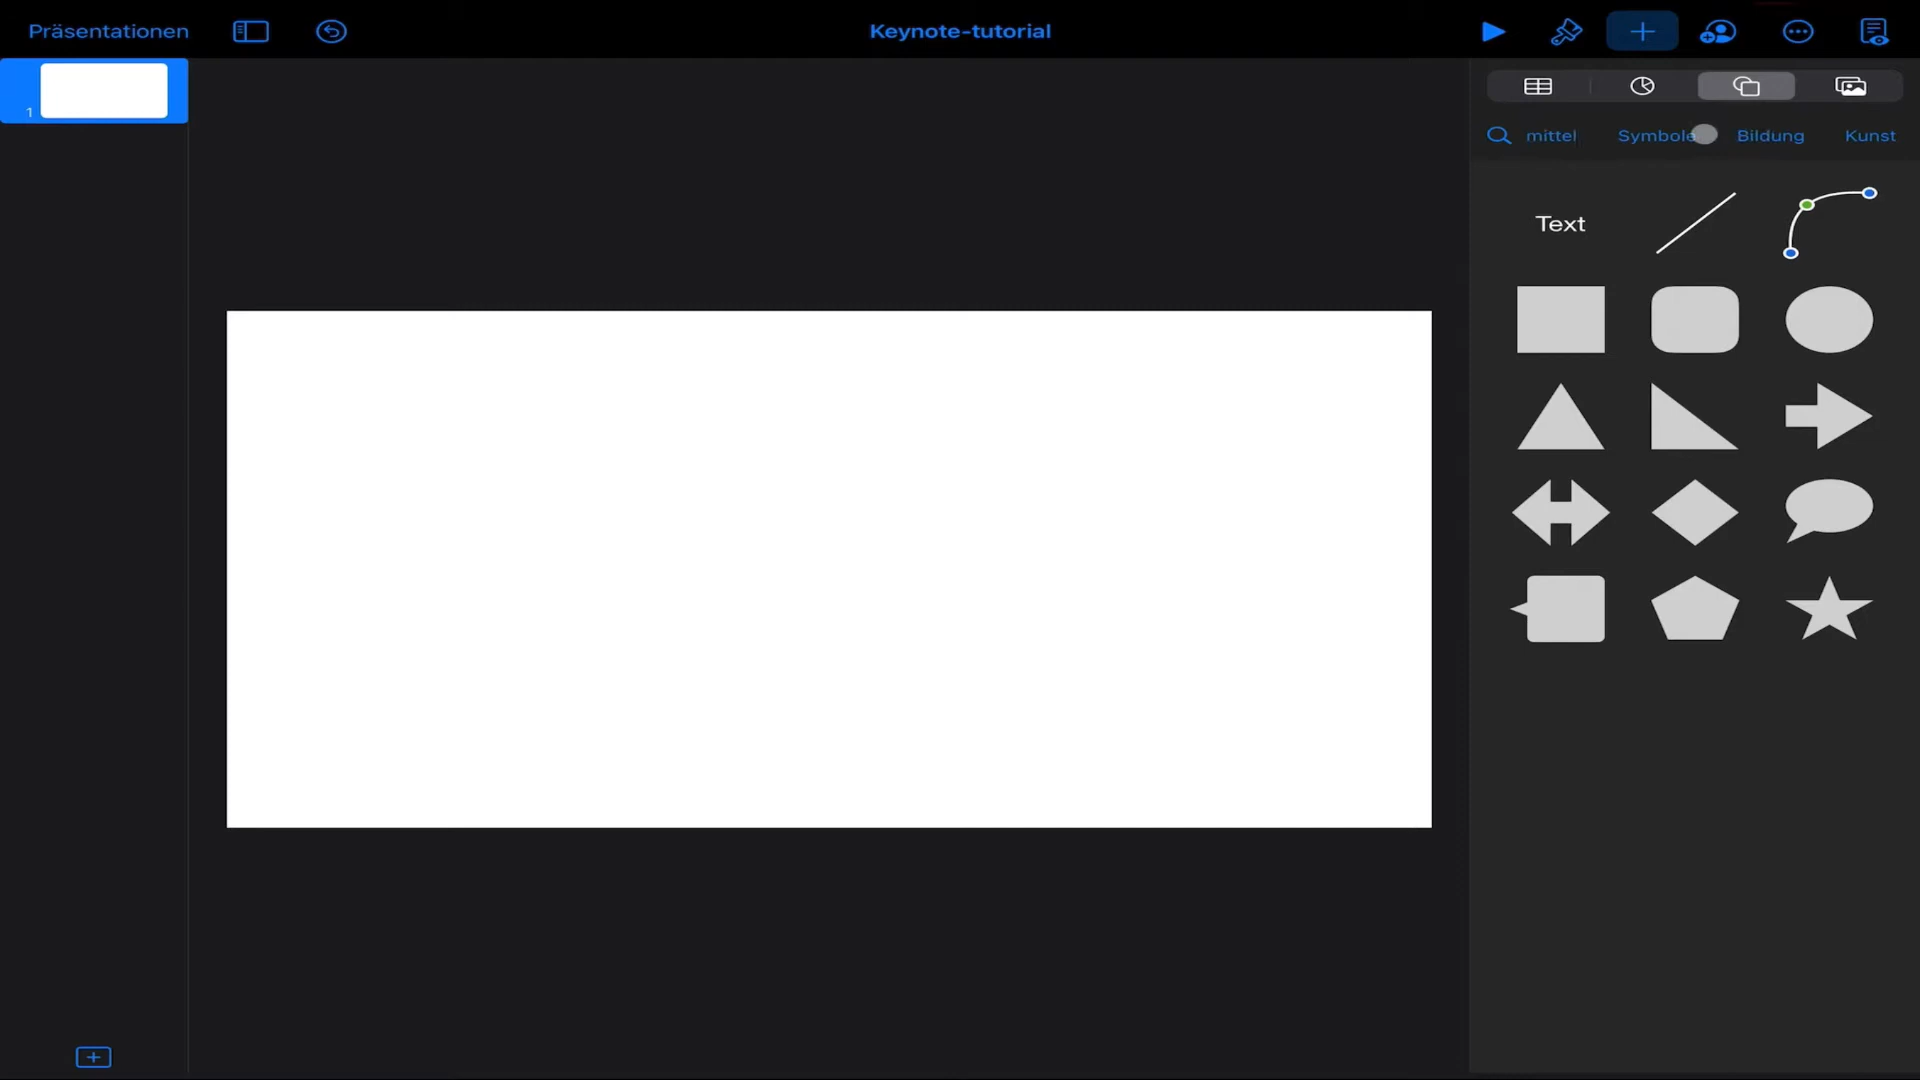 Präsentationen
Keynote-tutorial
1
mittel Symbole Bildung Kunst
Text